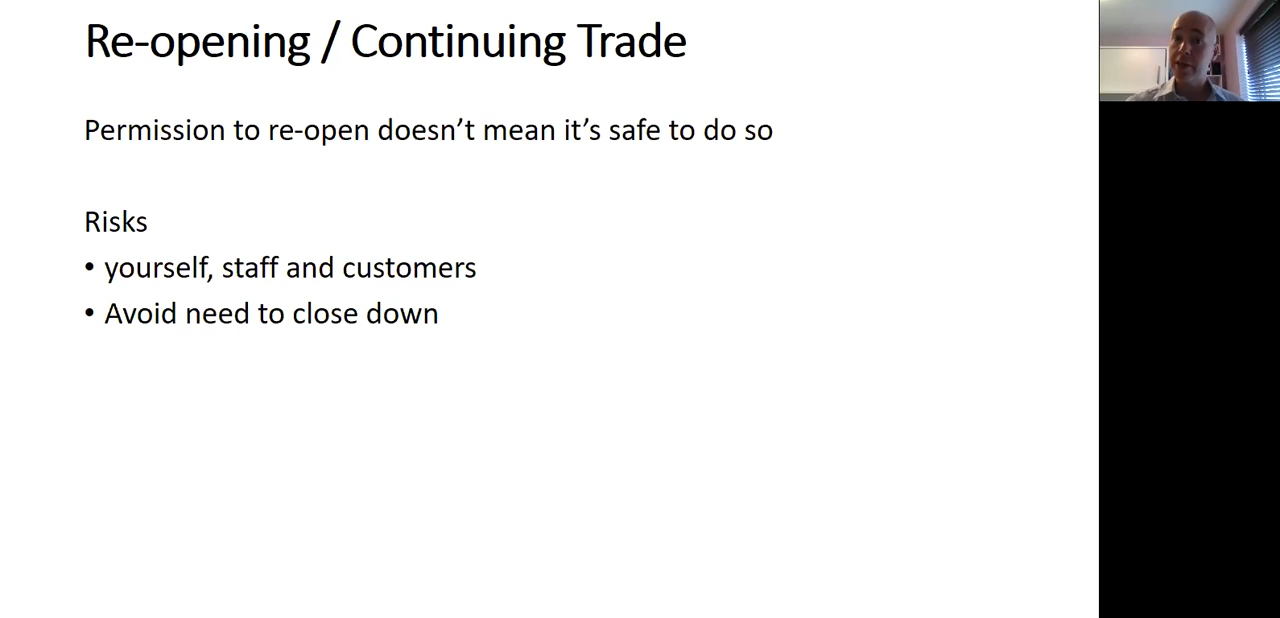 Re-opening / Continuing Trade
Permission to re-open doesn’t mean it’s safe to do so
Risks
• yourself, staff and customers
• Avoid need to close down